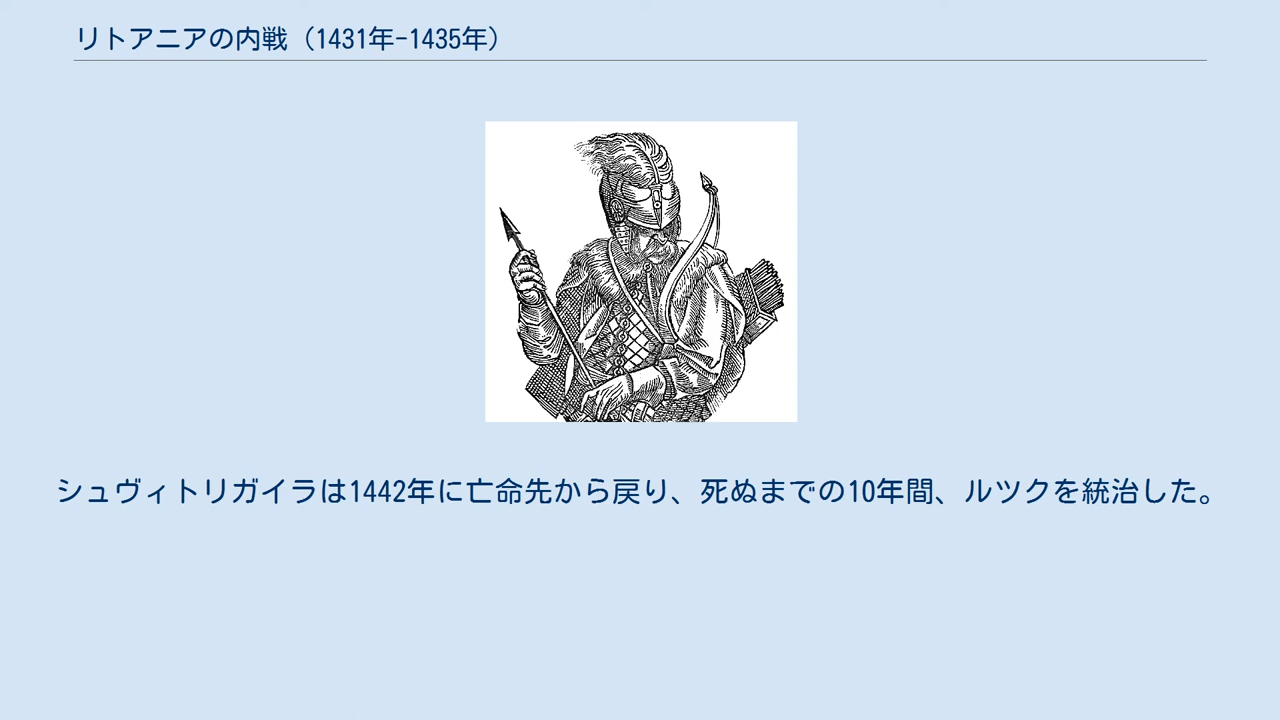 リトアニアの内戦（1431年-1435年）
シュヴィトリガイラは1442年に亡命先から戻り、死ぬまでの10年間、ルツクを統治した。